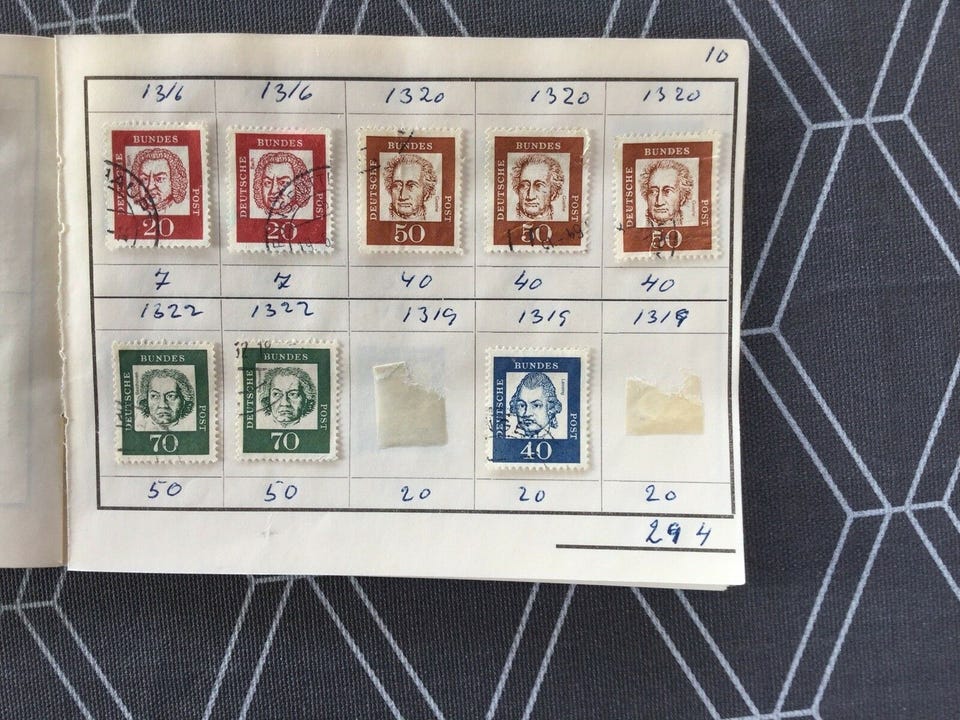 10
1316 1316 1320 1320 1320
BUNDES BUNDES BUNDES BUNDES BUNDES
DEUTSCHE POST DEUTSCHE POST DEUTSCHE POST DEUTSCHE POST DEUTSCHE POST
20 20 50 50 50
7 7 40 40 40
1322 1322 1319 1319 1319
BUNDES BUNDES BUNDES
DEUTSCHE POST DEUTSCHE POST DEUTSCHE POST
70 70 40
50 50 20 20 20
294